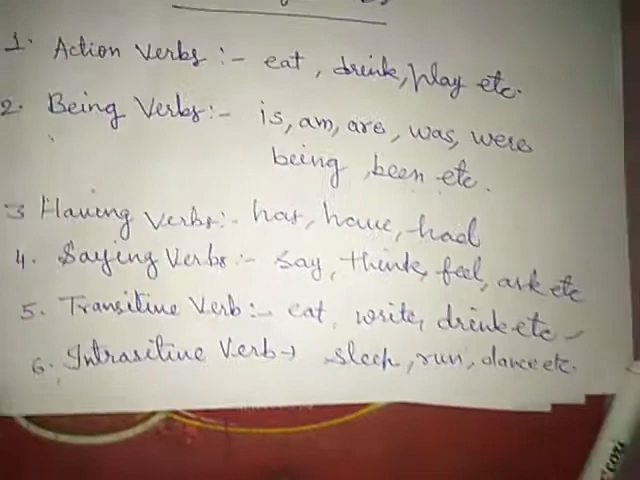 1. Action Verbs :- eat, drink, play etc.
2. Being Verbs :- is, am, are, was, were
being, been etc.
3 Having Verbs :- has, have, had
4. Saying Verbs :- say, think, feel, ask etc
5. Transitive Verb :- eat, write, drink etc -
6. Intrasitive Verb → sleep, run, dance etc.